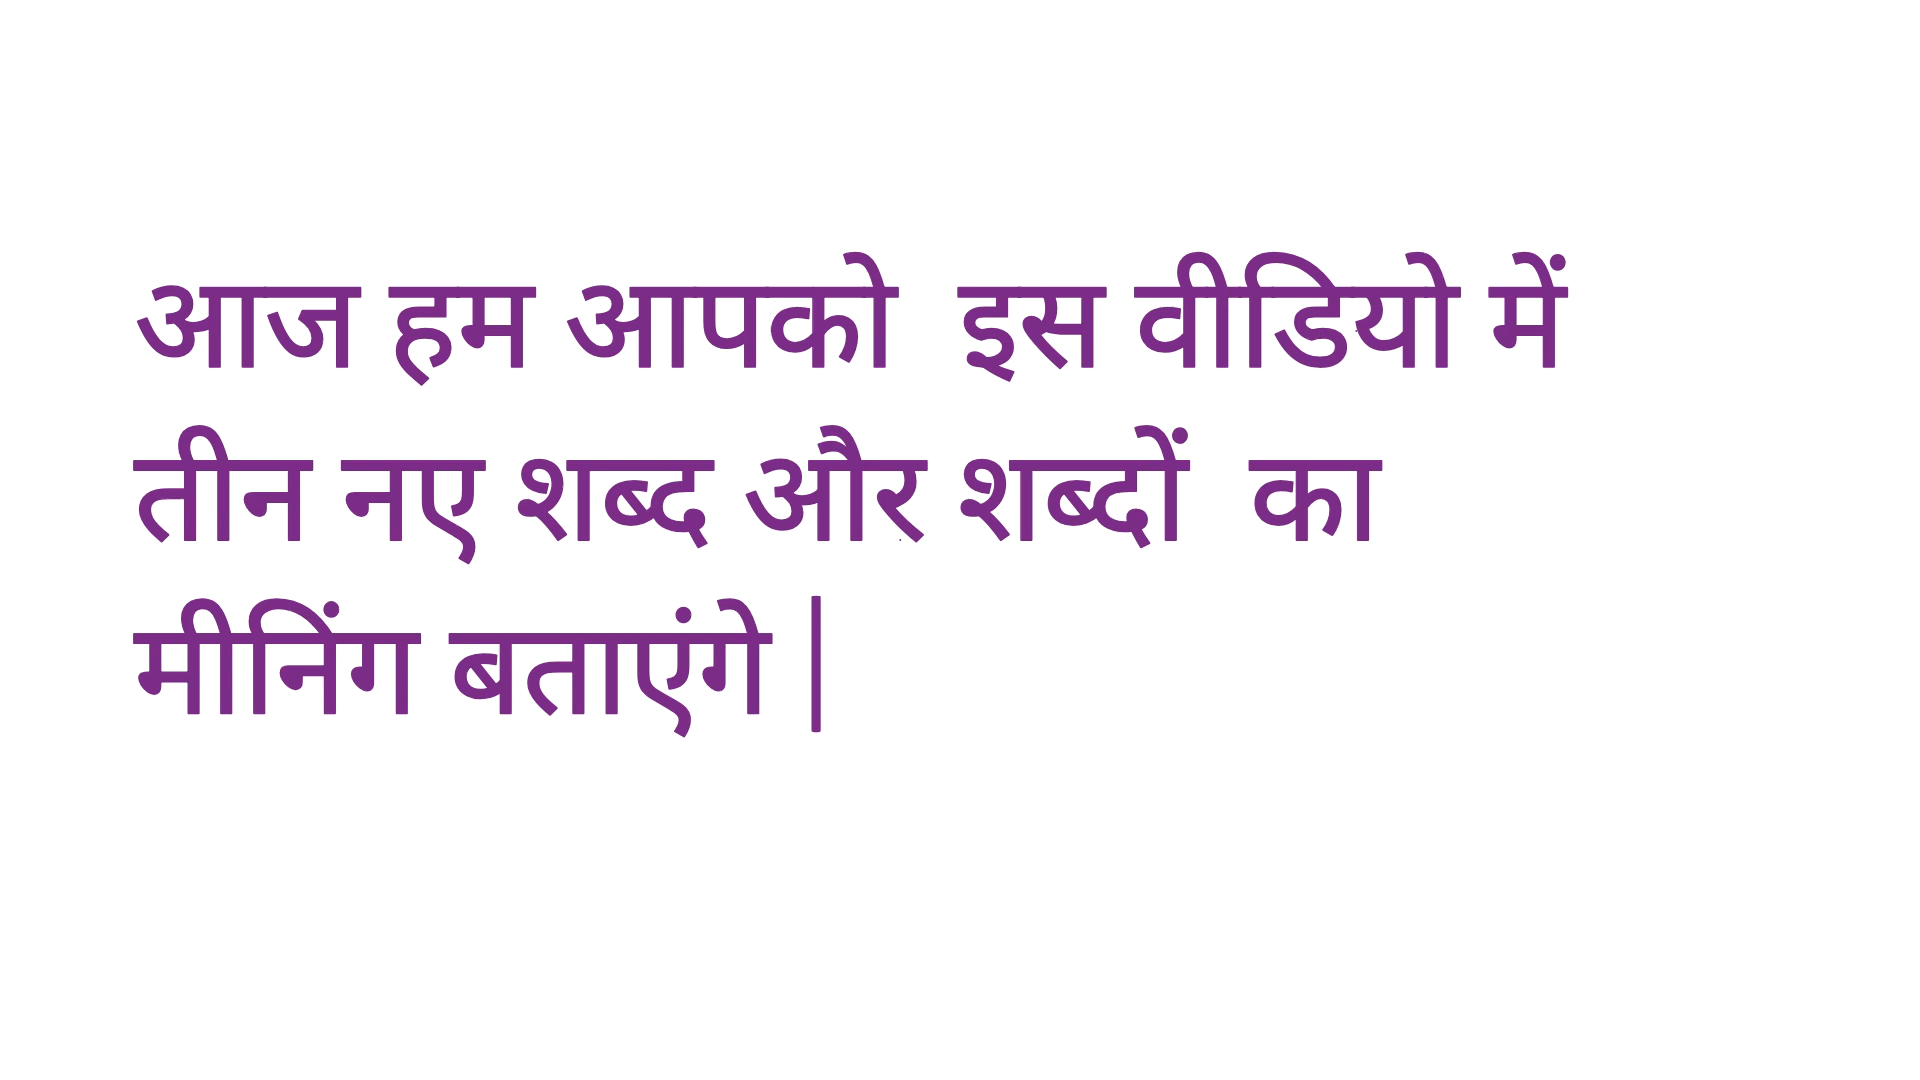 आज हम आपको  इस वीडियो में
तीन नए शब्द और शब्दों  का
मीनिंग बताएंगे |